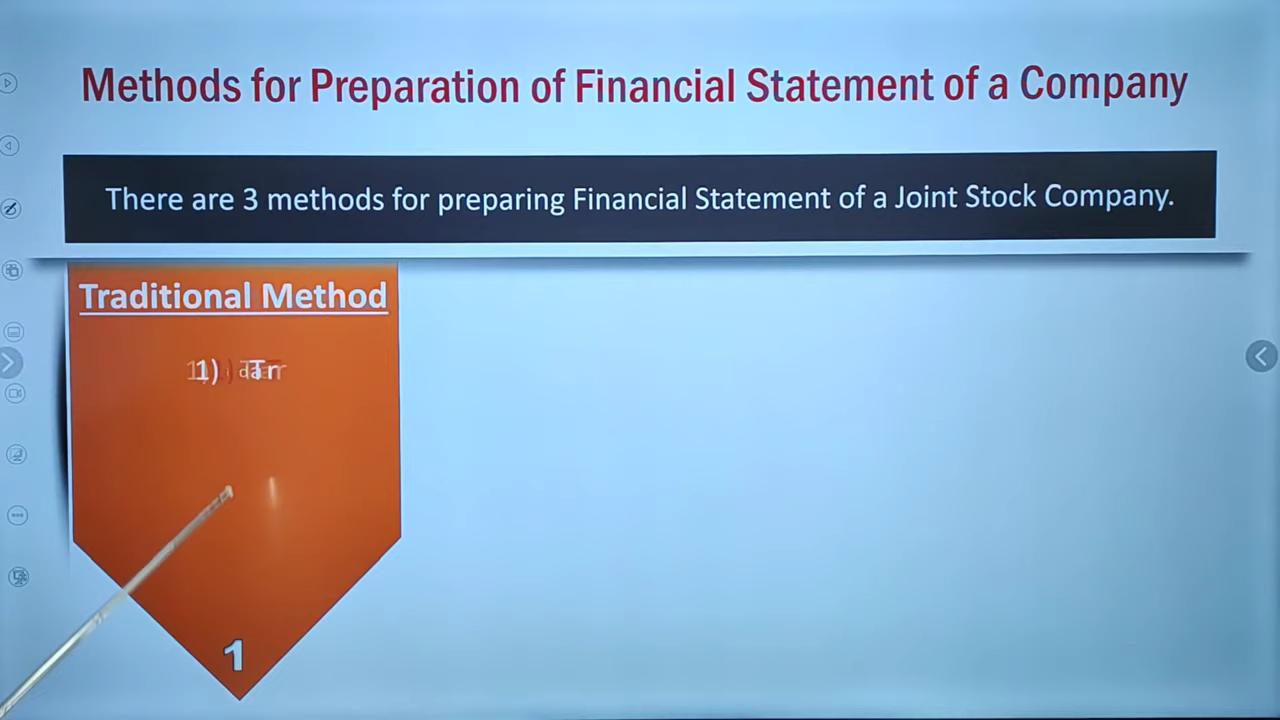 Methods for Preparation of Financial Statement of a Company
There are 3 methods for preparing Financial Statement of a Joint Stock Company.
Traditional Method
1)
1